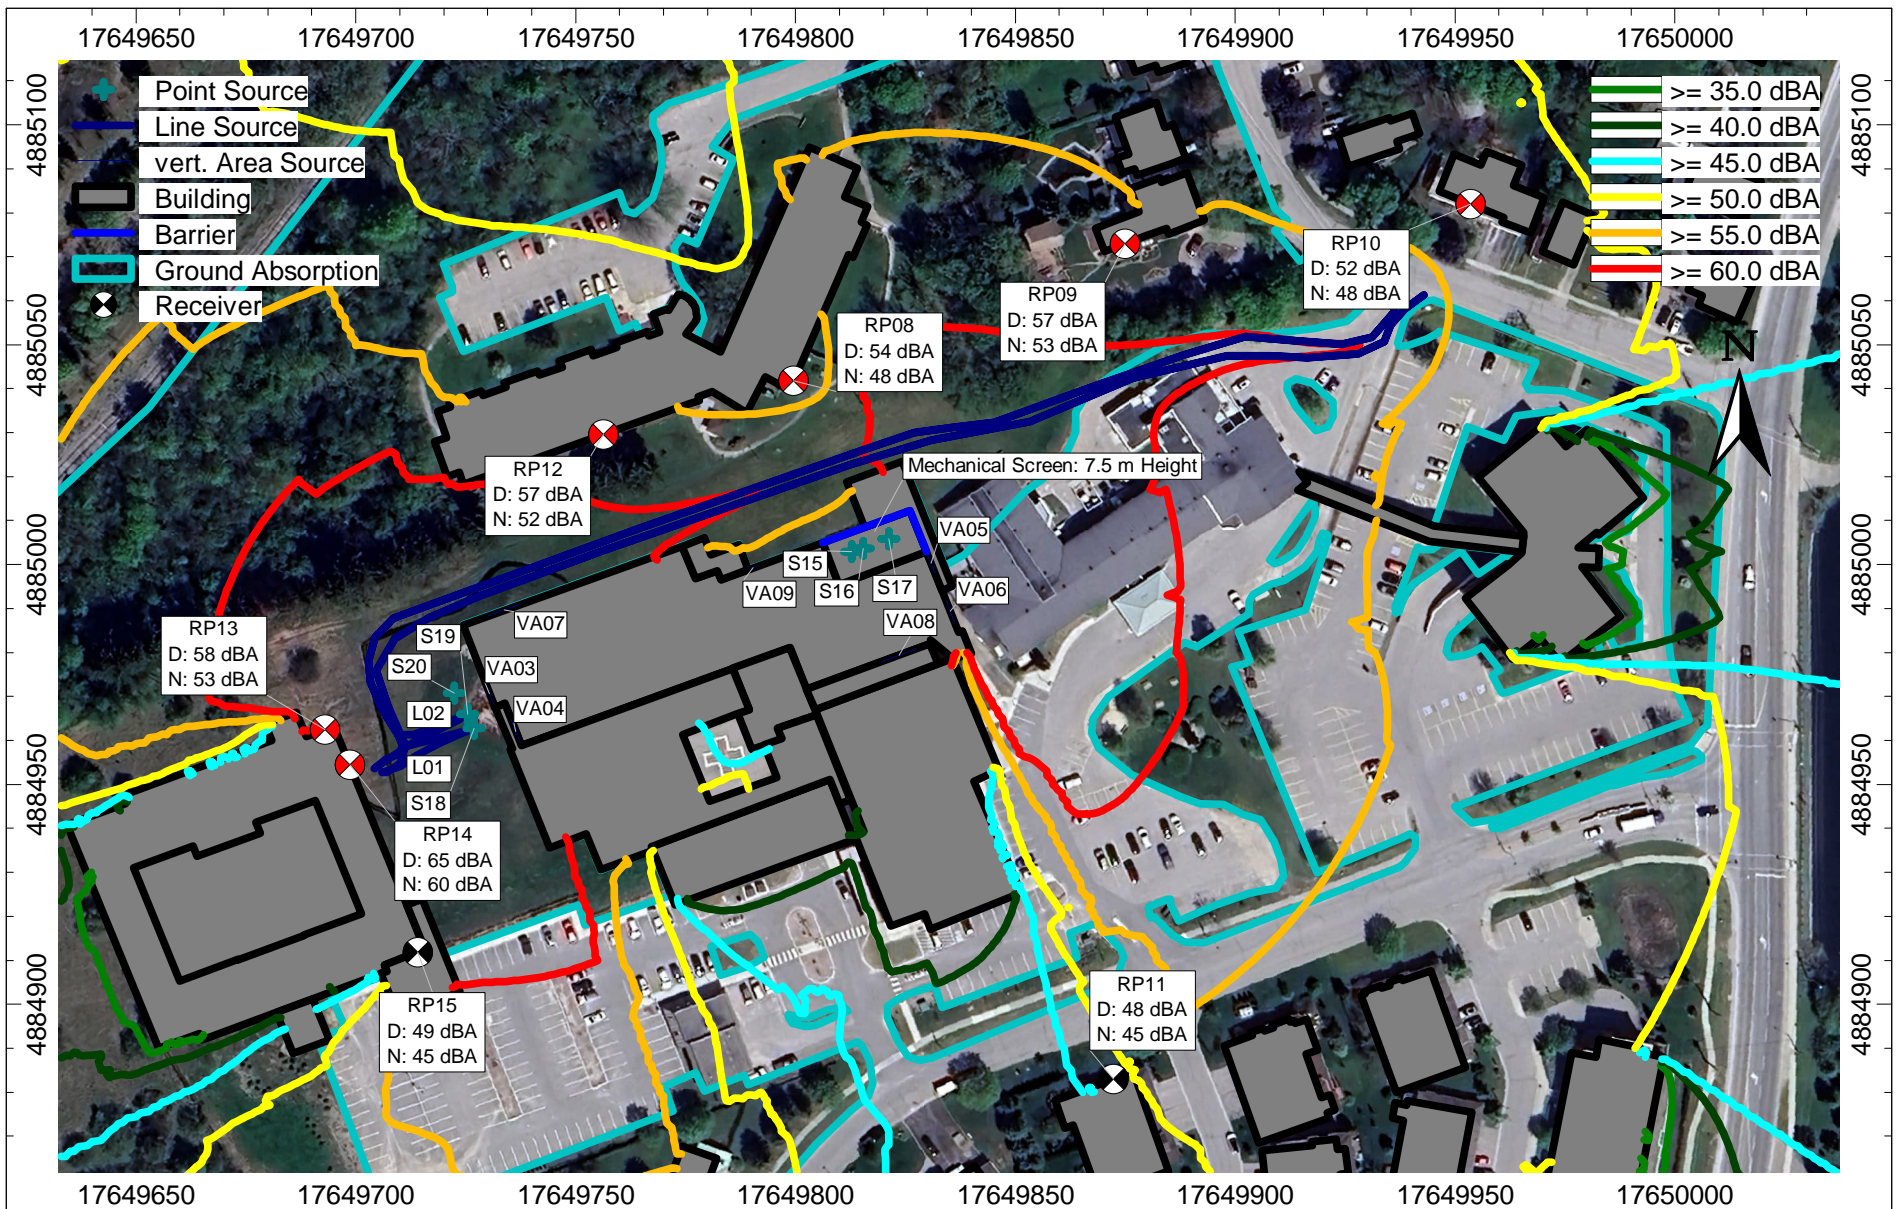 17649650 17649700 17649750 17649800 17649850 17649900 17649950 17650000
Point Source
Line Source
vert. Area Source
Building
Barrier
Ground Absorption
Receiver
>= 35.0 dBA
>= 40.0 dBA
>= 45.0 dBA
>= 50.0 dBA
>= 55.0 dBA
>= 60.0 dBA
4885100
4885050
4885000
4884950
4884900
4885100
4885050
4885000
4884950
4884900
N
RP10
D: 52 dBA
N: 48 dBA
RP09
D: 57 dBA
N: 53 dBA
RP08
D: 54 dBA
N: 48 dBA
RP12
D: 57 dBA
N: 52 dBA
Mechanical Screen: 7.5 m Height
VA05
S15
S16
S17
VA09
VA06
VA08
VA07
RP13
D: 58 dBA
N: 53 dBA
S19
S20
VA03
L02
VA04
L01
S18
RP14
D: 65 dBA
N: 60 dBA
RP15
D: 49 dBA
N: 45 dBA
RP11
D: 48 dBA
N: 45 dBA
17649650 17649700 17649750 17649800 17649850 17649900 17649950 17650000